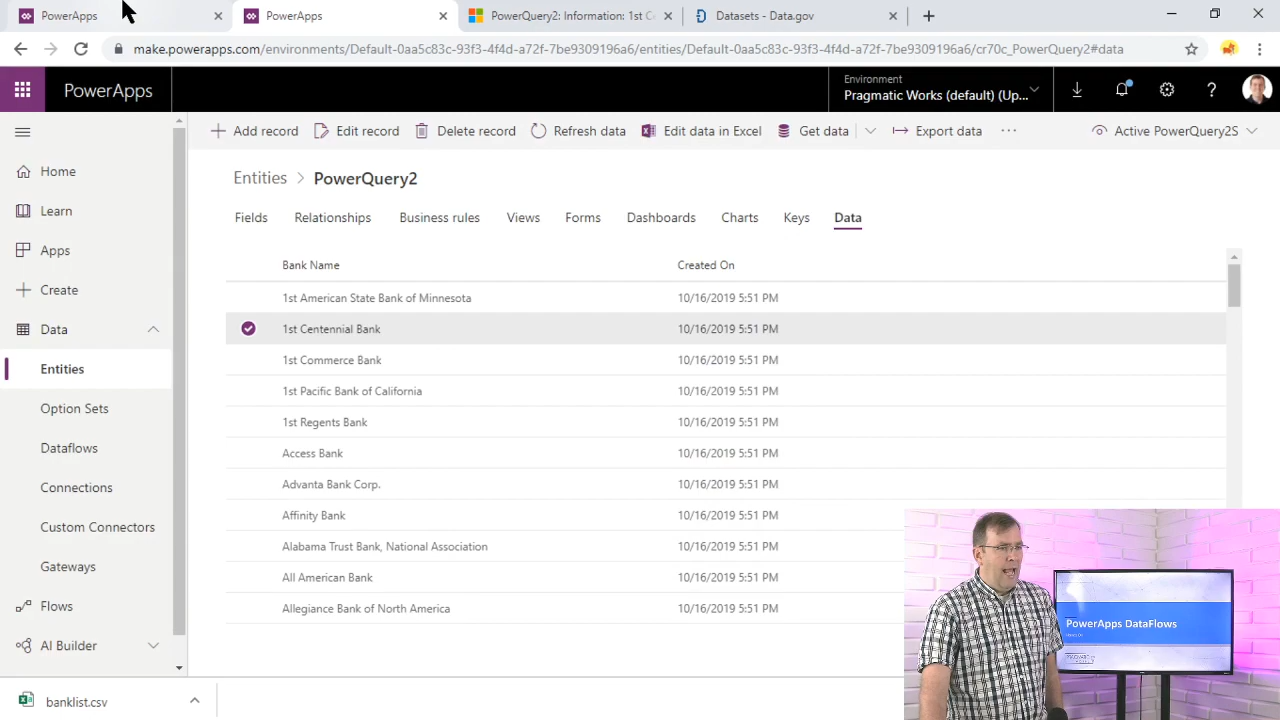 PowerApps
PowerApps
PowerQuery2: Information: 1st C
Datasets - Data.gov
make.powerapps.com/environments/Default-0aa5c83c-93f3-4f4d-a72f-7be9309196a6/entities/Default-0aa5c83c-93f3-4f4d-a72f-7be9309196a6/cr70c_PowerQuery2#data
PowerApps
Environment
Pragmatic Works (default) (Up...
Add record
Edit record
Delete record
Refresh data
Edit data in Excel
Get data
Export data
Active PowerQuery2S
Home
Learn
Apps
Create
Data
Entities
Option Sets
Dataflows
Connections
Custom Connectors
Gateways
Flows
AI Builder
Entities > PowerQuery2
Fields Relationships Business rules Views Forms Dashboards Charts Keys Data
Bank Name Created On
1st American State Bank of Minnesota 10/16/2019 5:51 PM
1st Centennial Bank 10/16/2019 5:51 PM
1st Commerce Bank 10/16/2019 5:51 PM
1st Pacific Bank of California 10/16/2019 5:51 PM
1st Regents Bank 10/16/2019 5:51 PM
Access Bank 10/16/2019 5:51 PM
Advanta Bank Corp. 10/16/2019 5:51 PM
Affinity Bank 10/16/2019 5:51 PM
Alabama Trust Bank, National Association 10/16/2019 5:51 PM
All American Bank 10/16/2019 5:51 PM
Allegiance Bank of North America 10/16/2019 5:51 PM
PowerApps DataFlows
banklist.csv